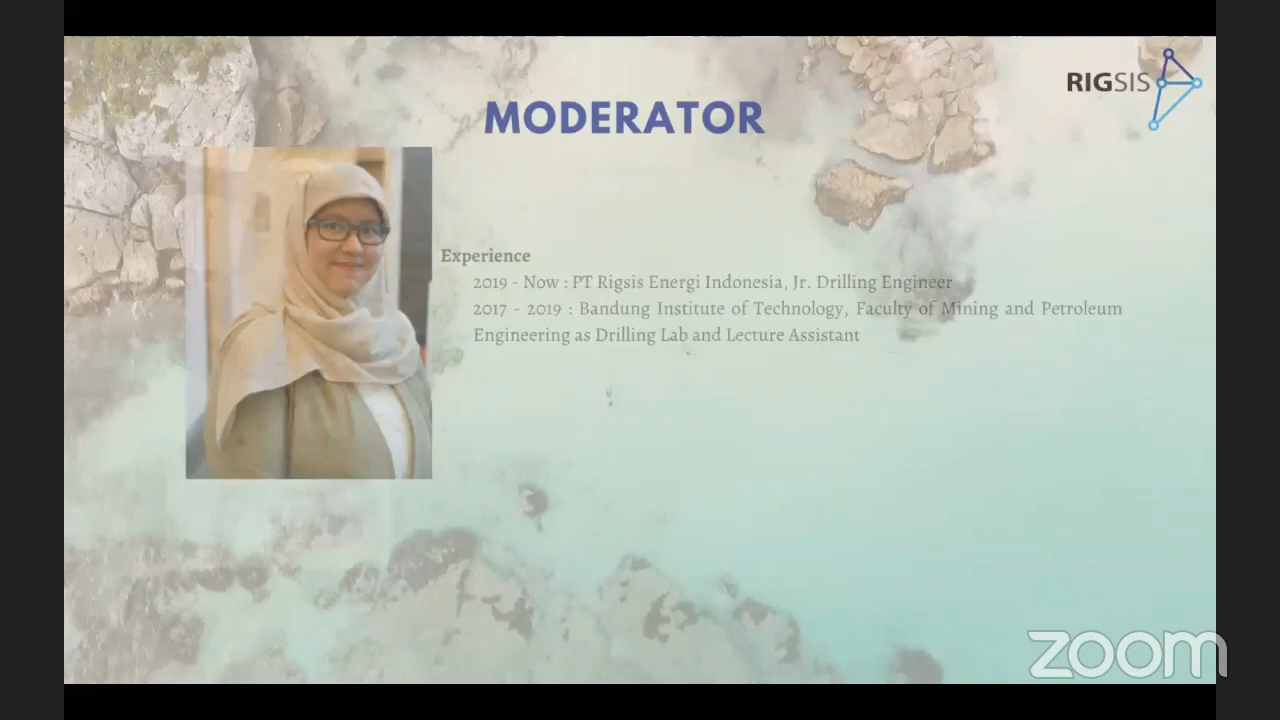 RIGSIS
MODERATOR
Experience
2019 - Now : PT Rigsis Energi Indonesia, Jr. Drilling Engineer
2017 - 2019 : Bandung Institute of Technology, Faculty of Mining and Petroleum
Engineering as Drilling Lab and Lecture Assistant
zoom